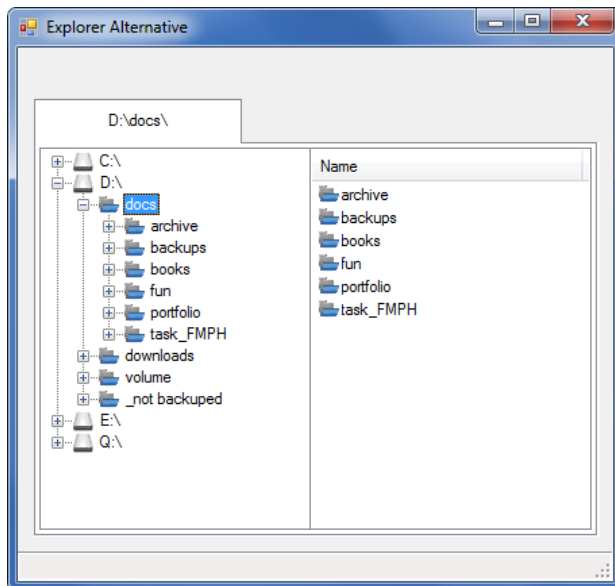 Explorer Alternative
D:\docs\
C:\
D:\
docs
archive
backups
books
fun
portfolio
task_FMPH
downloads
volume
_not backuped
E:\
Q:\
Name
archive
backups
books
fun
portfolio
task_FMPH